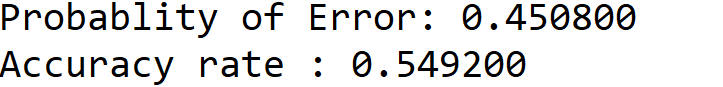 Probablity of Error: 0.450800
Accuracy rate : 0.549200